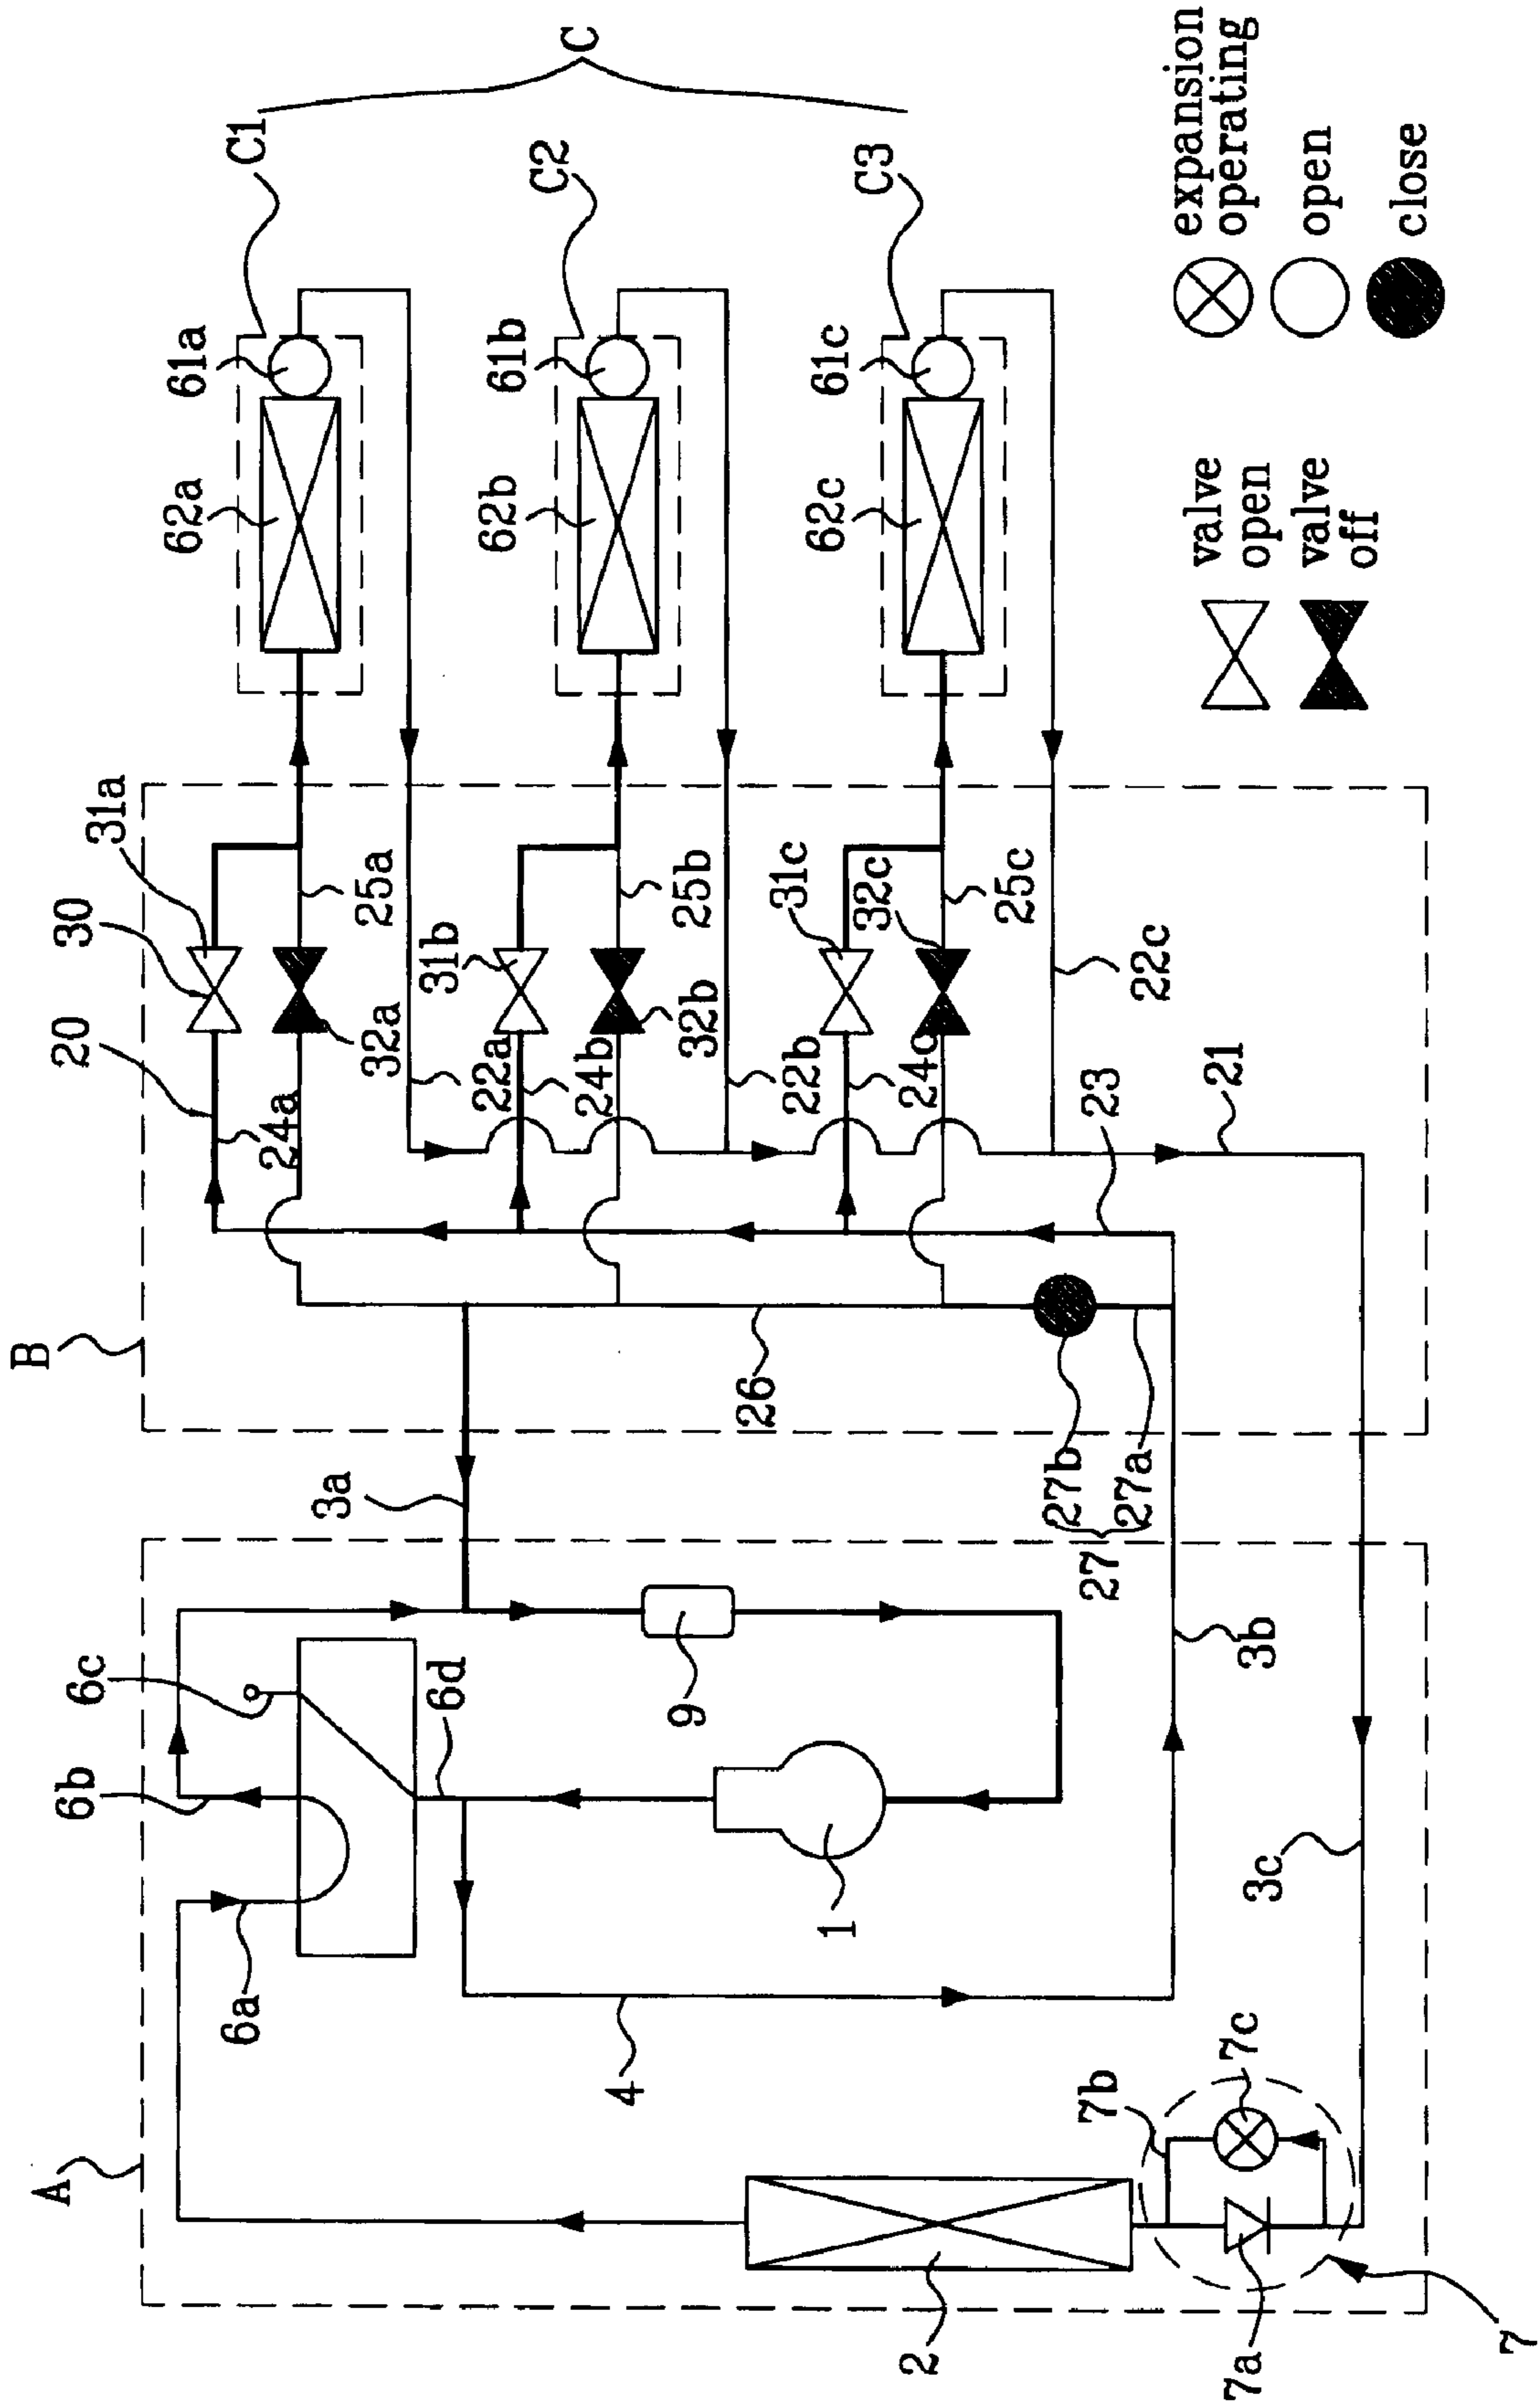 A
B
C
C1
C2
C3
6a
6b
6c
6d
4
1
9
2
7
7a
7b
7c
3a
3b
3c
20
30
31a
24a
32a
25a
22a
31b
24b
32b
25b
22b
31c
24c
32c
25c
22c
23
21
26
27
27a
27b
61a
62a
61b
62b
61c
62c
valve
open
valve
off
expansion
operating
open
close